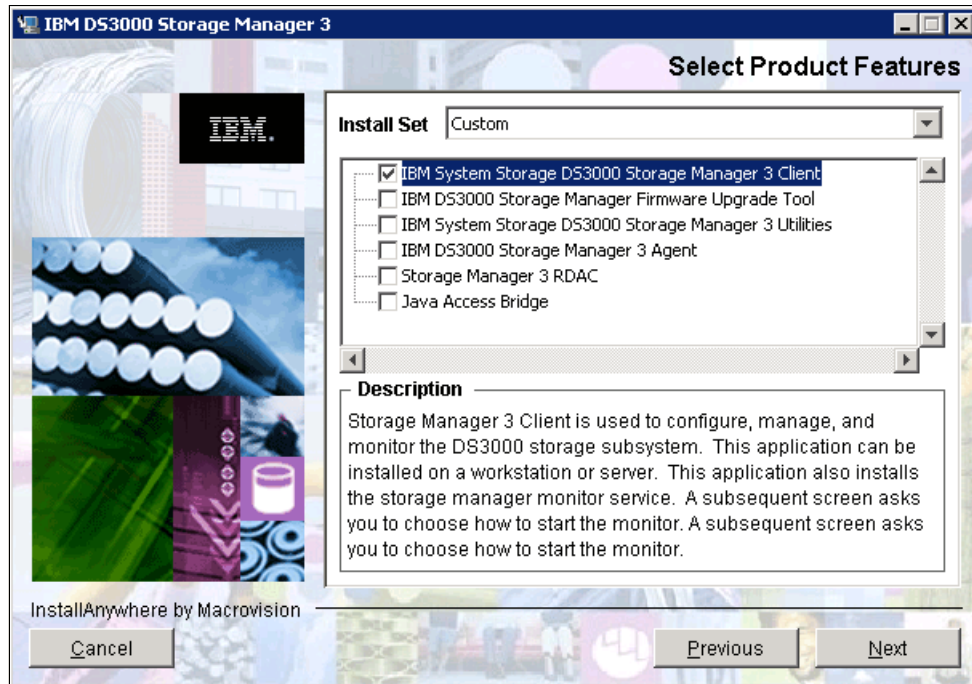 IBM DS3000 Storage Manager 3
Select Product Features
IBM.
Install Set Custom
IBM System Storage DS3000 Storage Manager 3 Client
IBM DS3000 Storage Manager Firmware Upgrade Tool
IBM System Storage DS3000 Storage Manager 3 Utilities
IBM DS3000 Storage Manager 3 Agent
Storage Manager 3 RDAC
Java Access Bridge
Description
Storage Manager 3 Client is used to configure, manage, and
monitor the DS3000 storage subsystem. This application can be
installed on a workstation or server. This application also installs
the storage manager monitor service. A subsequent screen asks
you to choose how to start the monitor. A subsequent screen asks
you to choose how to start the monitor.
InstallAnywhere by Macrovision
Cancel Previous Next